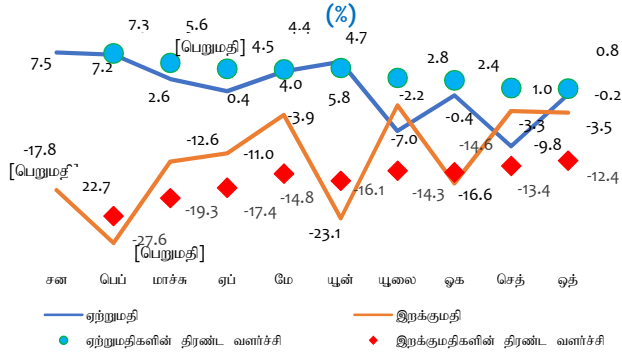 (%)
7.3 5.6 4.4 4.7
[பெறுமதி]
7.5 7.2 2.6 0.4 4.5 4.0 5.8 -7.0 2.8 -0.4 2.4 -9.8 1.0 -0.2 0.8
-17.8 22.7 -12.6 -11.0 -3.9 -23.1 -2.2 -16.6 -3.3 -3.5
[பெறுமதி]
-27.6 -19.3 -17.4 -14.8 -16.1 -14.3 -14.6 -13.4 -12.4
[பெறுமதி]
சன பெப் மாச்சு ஏப் மே யூன் யூலை ஓக செத் ஒத்
ஏற்றுமதி இறக்குமதி
ஏற்றுமதிகளின் திரண்ட வளர்ச்சி இறக்குமதிகளின் திரண்ட வளர்ச்சி